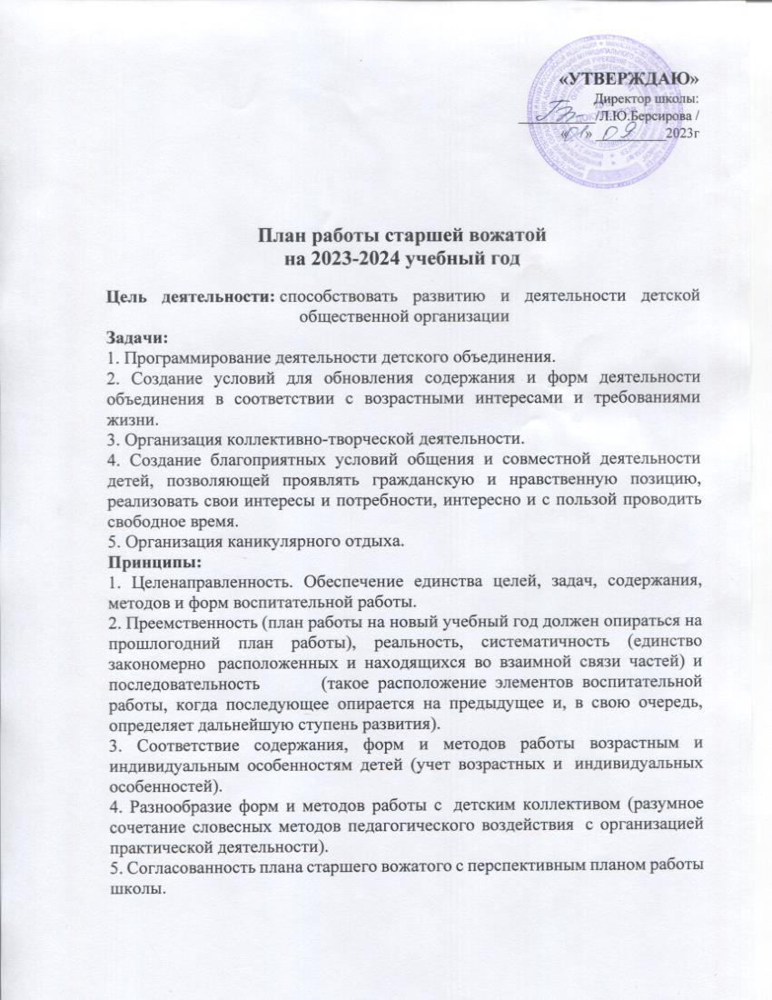 «УТВЕРЖДАЮ»
Директор школы:
/Л.Ю.Берсирова /
«01» 09 2023г
План работы старшей вожатой
на 2023-2024 учебный год
Цель деятельности: способствовать развитию и деятельности детской
общественной организации
Задачи:
1. Программирование деятельности детского объединения.
2. Создание условий для обновления содержания и форм деятельности
объединения в соответствии с возрастными интересами и требованиями
жизни.
3. Организация коллективно-творческой деятельности.
4. Создание благоприятных условий общения и совместной деятельности
детей, позволяющей проявлять гражданскую и нравственную позицию,
реализовать свои интересы и потребности, интересно и с пользой проводить
свободное время.
5. Организация каникулярного отдыха.
Принципы:
1. Целенаправленность. Обеспечение единства целей, задач, содержания,
методов и форм воспитательной работы.
2. Преемственность (план работы на новый учебный год должен опираться на
прошлогодний план работы), реальность, систематичность (единство
закономерно расположенных и находящихся во взаимной связи частей) и
последовательность (такое расположение элементов воспитательной
работы, когда последующее опирается на предыдущее и, в свою очередь,
определяет дальнейшую ступень развития).
3. Соответствие содержания, форм и методов работы возрастным и
индивидуальным особенностям детей (учет возрастных и индивидуальных
особенностей).
4. Разнообразие форм и методов работы с детским коллективом (разумное
сочетание словесных методов педагогического воздействия с организацией
практической деятельности).
5. Согласованность плана старшего вожатого с перспективным планом работы
школы.